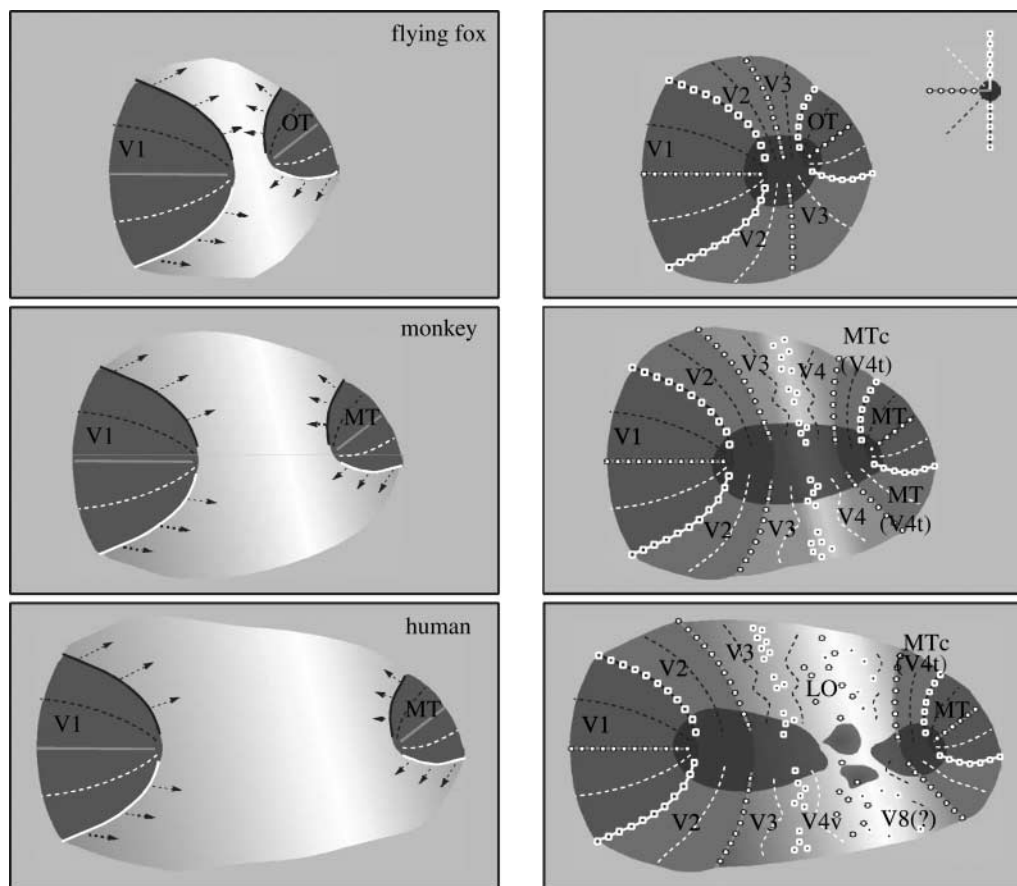 flying fox
V1
OT
V2
V3
OT
V1
V2
V3
monkey
V1
MT
MTc
(V4t)
V3
V4
V2
MT
V1
MT
(V4t)
V4
V2
V3
human
V1
MT
MTc
(V4t)
V3
V2
LO
MT
V1
V2
V3
V4v
V8(?)